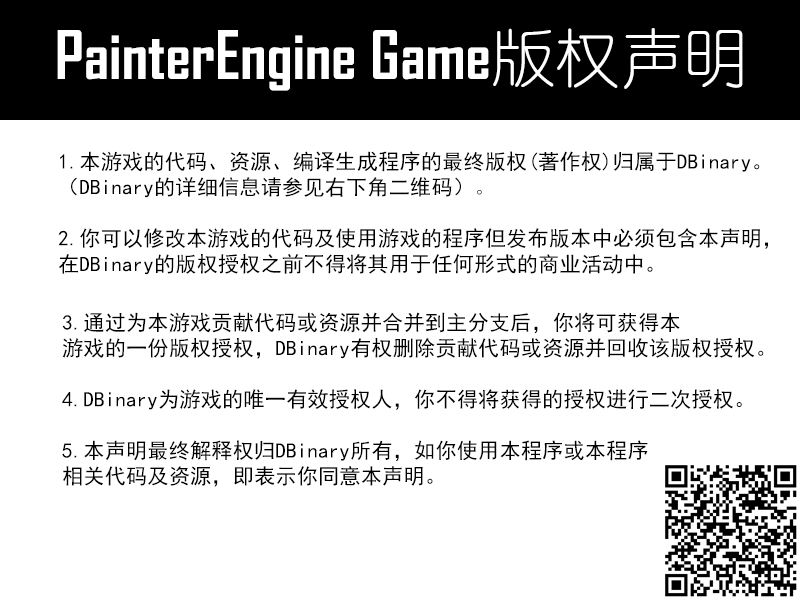 PainterEngine Game版权声明
1.本游戏的代码、资源、编译生成程序的最终版权(著作权)归属于DBinary。
（DBinary的详细信息请参见右下角二维码）。
2.你可以修改本游戏的代码及使用游戏的程序但发布版本中必须包含本声明，
在DBinary的版权授权之前不得将其用于任何形式的商业活动中。
3.通过为本游戏贡献代码或资源并合并到主分支后，你将可获得本
游戏的一份版权授权，DBinary有权删除贡献代码或资源并回收该版权授权。
4.DBinary为游戏的唯一有效授权人，你不得将获得的授权进行二次授权。
5.本声明最终解释权归DBinary所有，如你使用本程序或本程序
相关代码及资源，即表示你同意本声明。